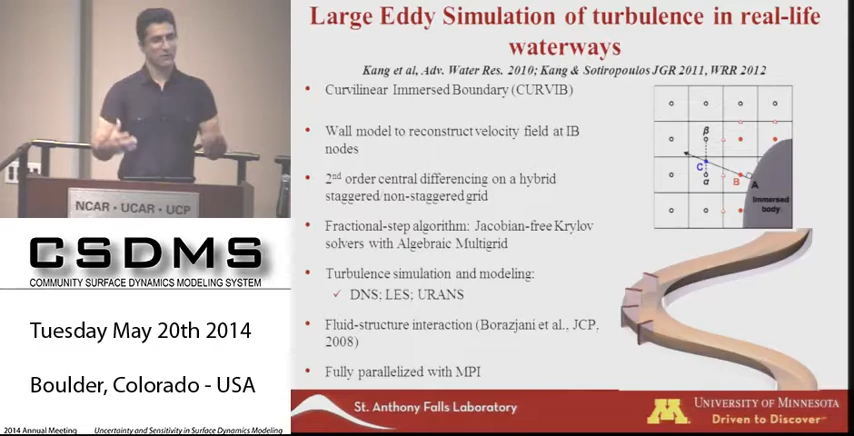 Large Eddy Simulation of turbulence in real-life
waterways
Kang et al, Adv. Water Res. 2010; Kang & Sotiropoulos JGR 2011, WRR 2012
• Curvilinear Immersed Boundary (CURVIB)
• Wall model to reconstruct velocity field at IB
nodes
• 2nd order central differencing on a hybrid
staggered/non-staggered grid
• Fractional-step algorithm: Jacobian-free Krylov
solvers with Algebraic Multigrid
• Turbulence simulation and modeling:
✓ DNS; LES; URANS
• Fluid-structure interaction (Borazjani et al., JCP,
2008)
• Fully parallelized with MPI
β
C
α
B
A
Immersed
body
St. Anthony Falls Laboratory
M
UNIVERSITY OF MINNESOTA
Driven to Discover℠
NCAR • UCAR • UCP
CSDMS
COMMUNITY SURFACE DYNAMICS MODELING SYSTEM
Tuesday May 20th 2014
Boulder, Colorado - USA
2014 Annual Meeting Uncertainty and Sensitivity in Surface Dynamics Modeling